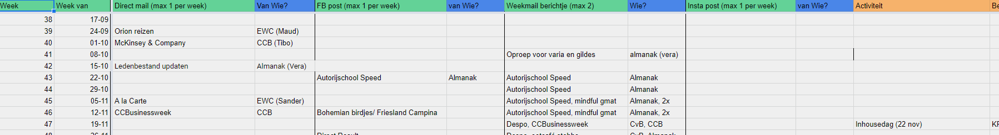 Week Week van Direct mail (max 1 per week) Van Wie? FB post (max 1 per week) van Wie? Weekmail berichtje (max 2) Wie? Insta post (max 1 per week) van Wie? Activiteit Be
38 17-09
39 24-09 Orion reizen EWC (Maud)
40 01-10 McKinsey & Company CCB (Tibo)
41 08-10 Oproep voor varia en gildes almanak (vera)
42 15-10 Ledenbestand updaten Almanak (Vera)
43 22-10 Autorijschool Speed Almanak Autorijschool Speed Almanak
44 29-10 Autorijschool Speed Almanak
45 05-11 A la Carte EWC (Sander) Autorijschool Speed, mindful gmat Almanak, 2x
46 12-11 CCBusinessweek CCB Bohemian birdjes/ Friesland Campina Autorijschool Speed, mindful gmat Almanak, 2x
47 19-11 Despo, CCBusinessweek CvB, CCB Inhousedag (22 nov)
48 26-11 Direct Result Despo, CvB, Almanak